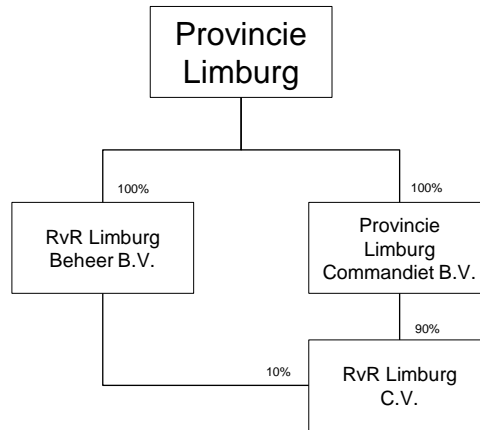 Provincie
Limburg
100%
100%
RvR Limburg
Beheer B.V.
Provincie
Limburg
Commandiet B.V.
90%
10%
RvR Limburg
C.V.